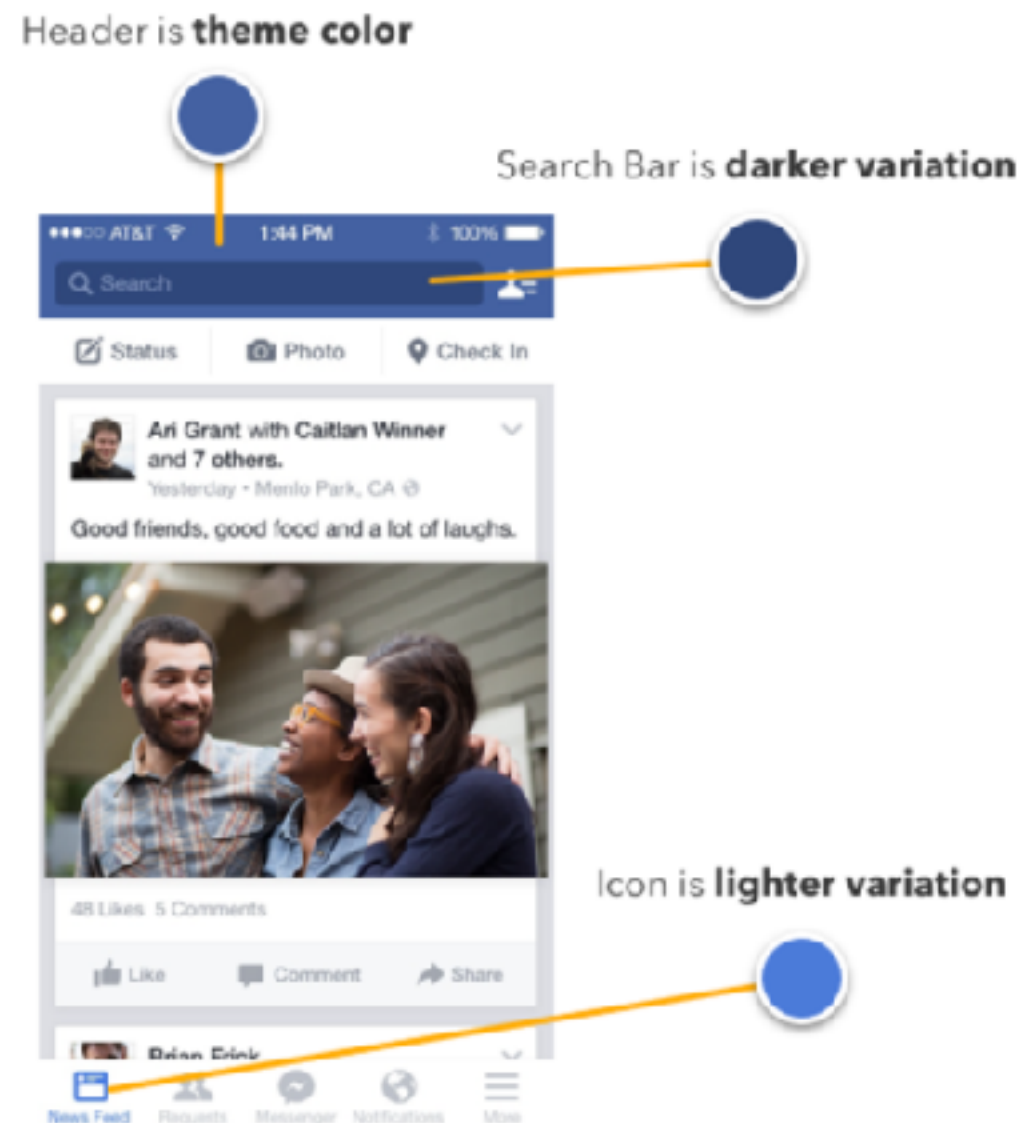 Header is theme color
Search Bar is darker variation
AT&T 1:44 PM 100%
Search
Status Photo Check In
Ari Grant with Caitlan Winner
and 7 others.
Yesterday • Menlo Park, CA
Good friends, good food and a lot of laughs.
Icon is lighter variation
48 Likes 5 Comments
Like Comment Share
Brian Frick
News Feed Requests Messenger Notifications More